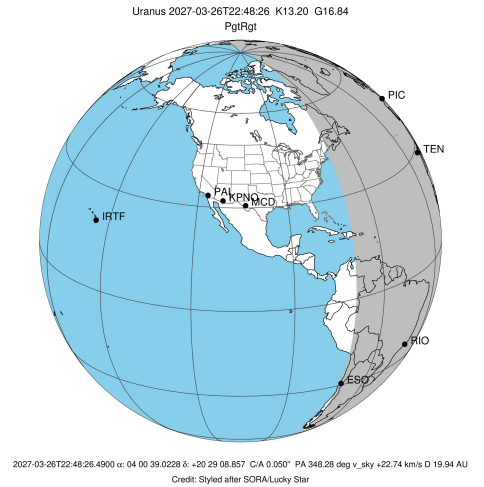 Uranus 2027-03-26T22:48:26 K13.20 G16.84
PgtRgt
PIC
TEN
PAL
KPNO
MCD
IRTF
RIO
ESO
2027-03-26T22:48:26.4900 α: 04 00 39.0228 δ: +20 29 08.857 C/A 0.050" PA 348.28 deg v_sky +22.74 km/s D 19.94 AU
Credit: Styled after SORA/Lucky Star